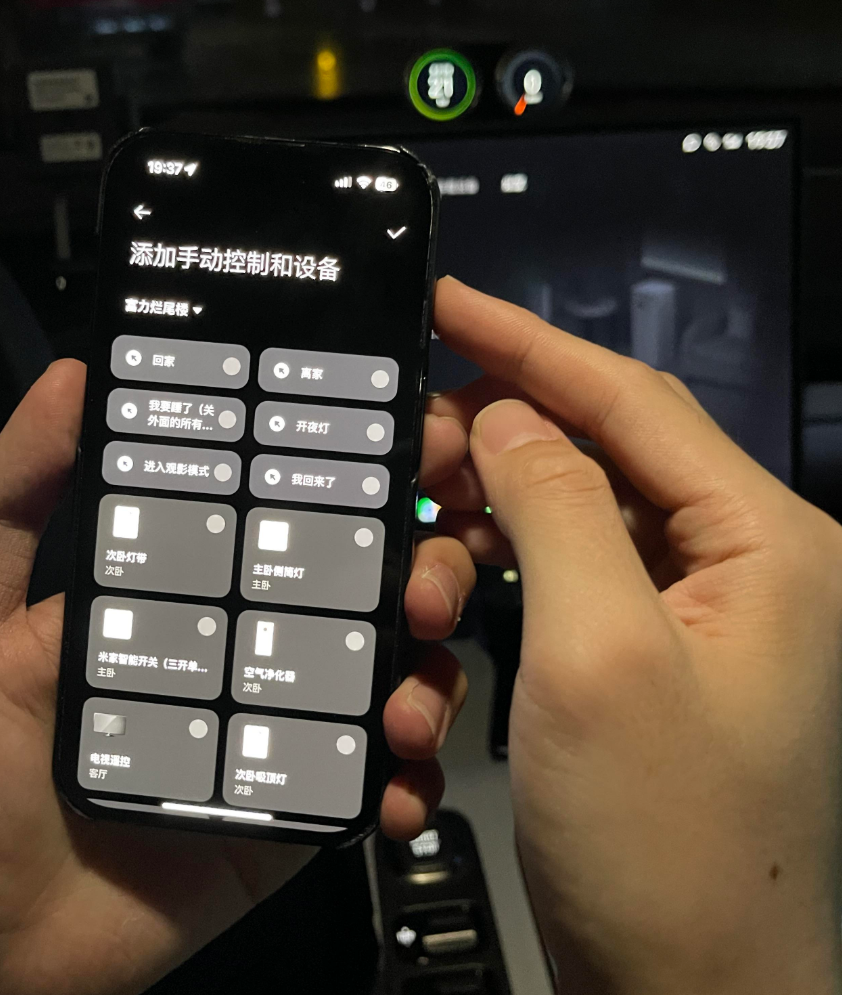 19:37
添加手动控制和设备
富力烂尾楼
回家
离家
我要睡了（关
外面的所有...
开夜灯
进入观影模式
我回来了
次卧灯带
次卧
主卧侧筒灯
主卧
米家智能开关（三开单...
主卧
空气净化器
次卧
电视遥控
客厅
次卧吸顶灯
次卧